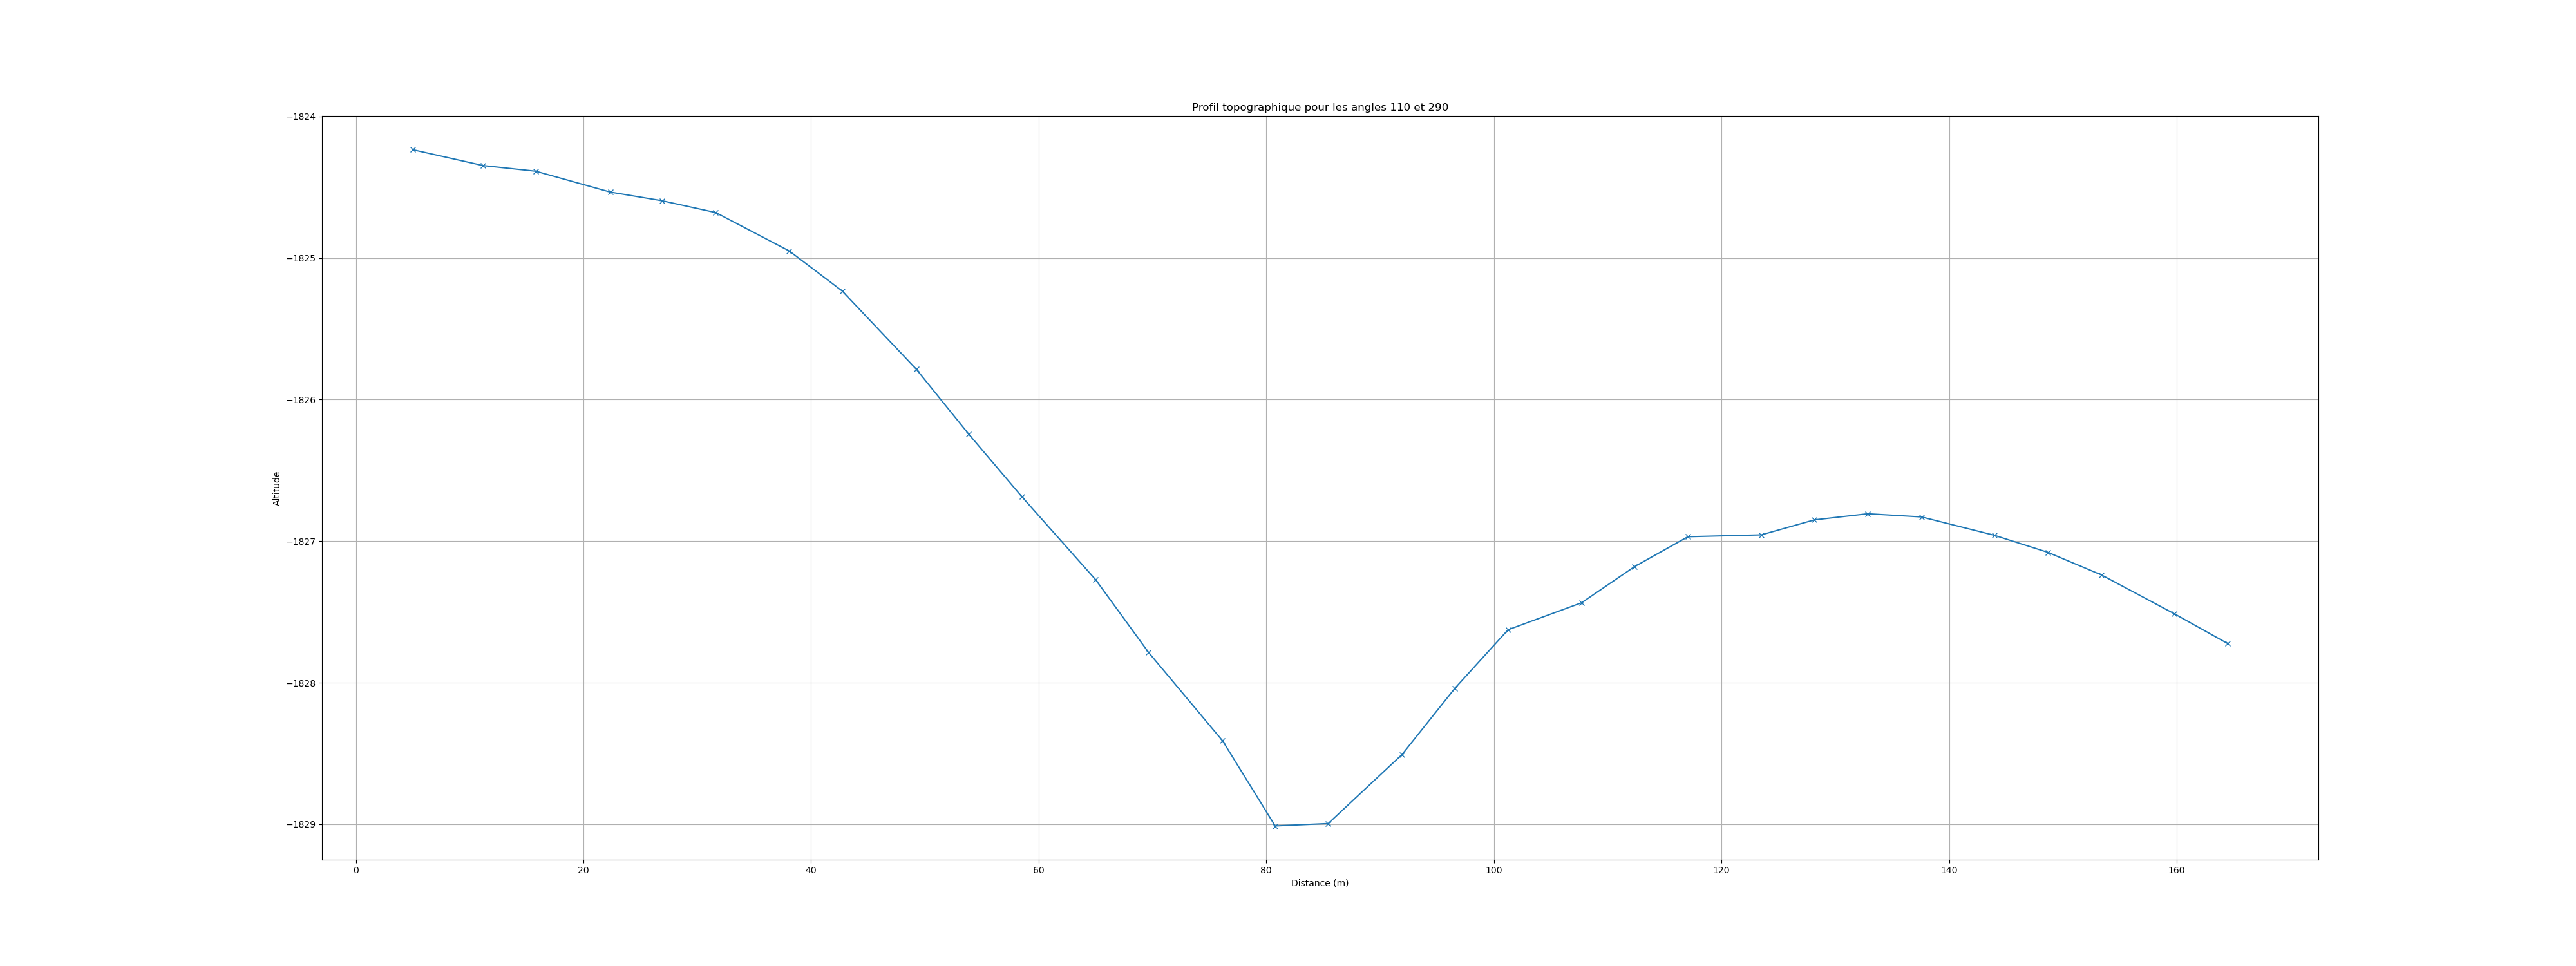 Profil topographique pour les angles 110 et 290
−1824
−1825
−1826
−1827
−1828
−1829
Altitude
0 20 40 60 80 100 120 140 160
Distance (m)